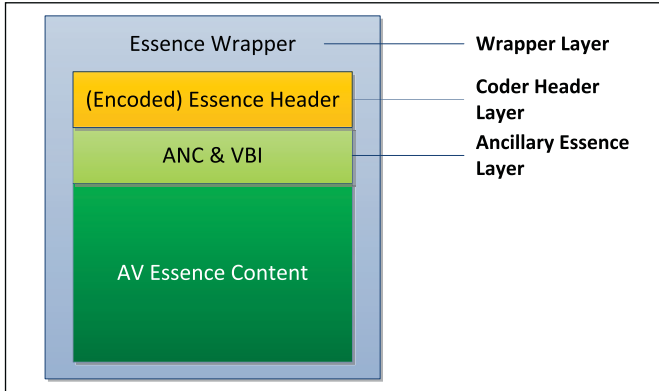 Essence Wrapper
Wrapper Layer
(Encoded) Essence Header
Coder Header
Layer
ANC & VBI
Ancillary Essence
Layer
AV Essence Content